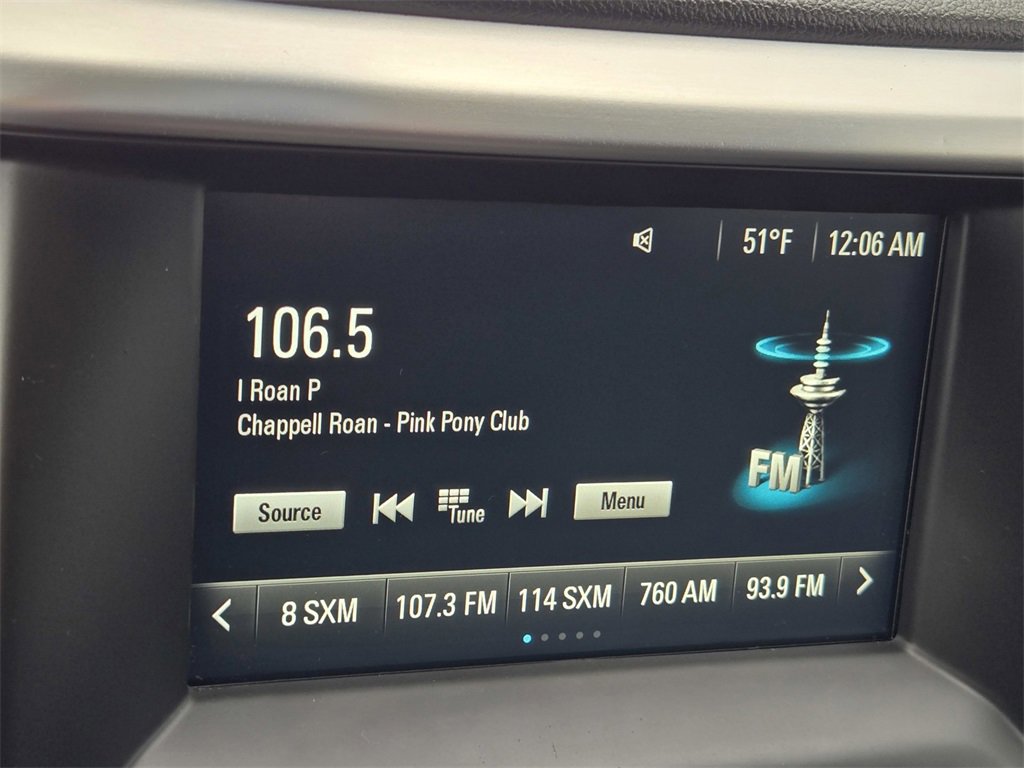 51°F 12:06 AM
106.5
l Roan P
Chappell Roan - Pink Pony Club
FM
Source Tune Menu
8 SXM 107.3 FM 114 SXM 760 AM 93.9 FM